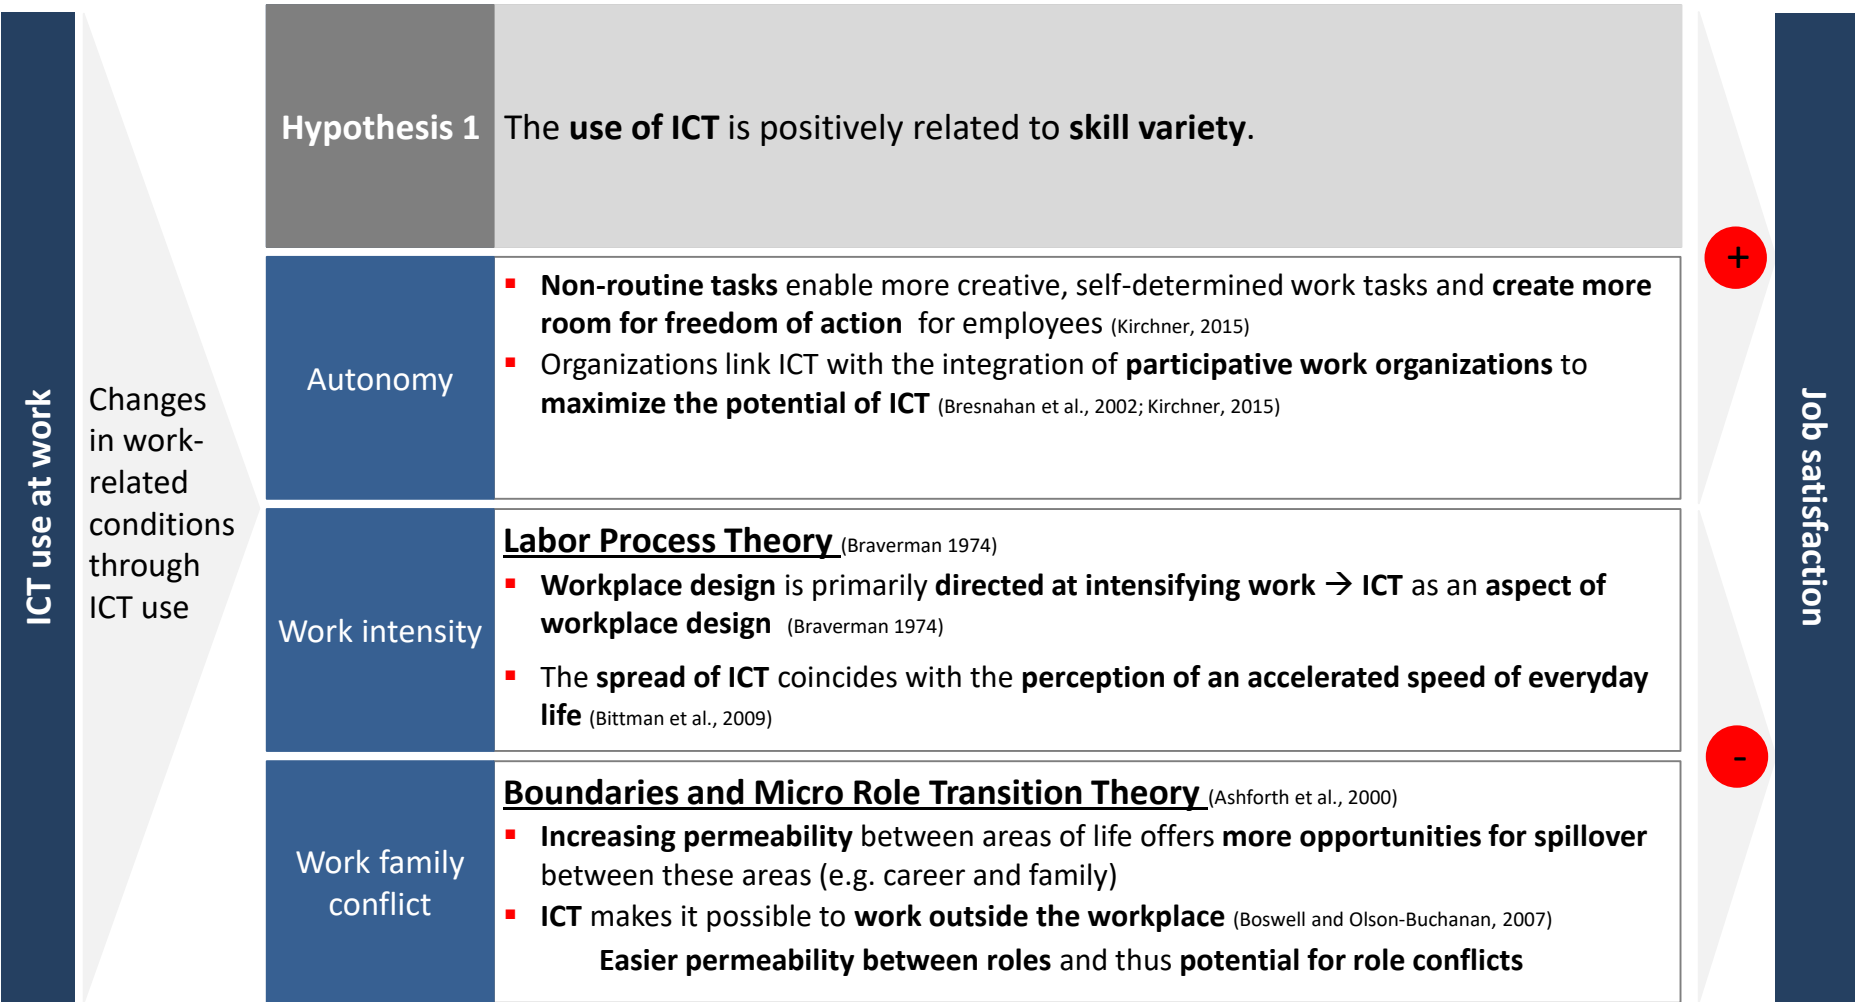 ICT use at work
Changes
in work-
related
conditions
through
ICT use
Hypothesis 1
The use of ICT is positively related to skill variety.
Autonomy
▪ Non-routine tasks enable more creative, self-determined work tasks and create more
room for freedom of action for employees (Kirchner, 2015)
▪ Organizations link ICT with the integration of participative work organizations to
maximize the potential of ICT (Bresnahan et al., 2002; Kirchner, 2015)
Work intensity
Labor Process Theory (Braverman 1974)
▪ Workplace design is primarily directed at intensifying work → ICT as an aspect of
workplace design (Braverman 1974)
▪ The spread of ICT coincides with the perception of an accelerated speed of everyday
life (Bittman et al., 2009)
Work family
conflict
Boundaries and Micro Role Transition Theory (Ashforth et al., 2000)
▪ Increasing permeability between areas of life offers more opportunities for spillover
between these areas (e.g. career and family)
▪ ICT makes it possible to work outside the workplace (Boswell and Olson-Buchanan, 2007)
Easier permeability between roles and thus potential for role conflicts
+
-
Job satisfaction